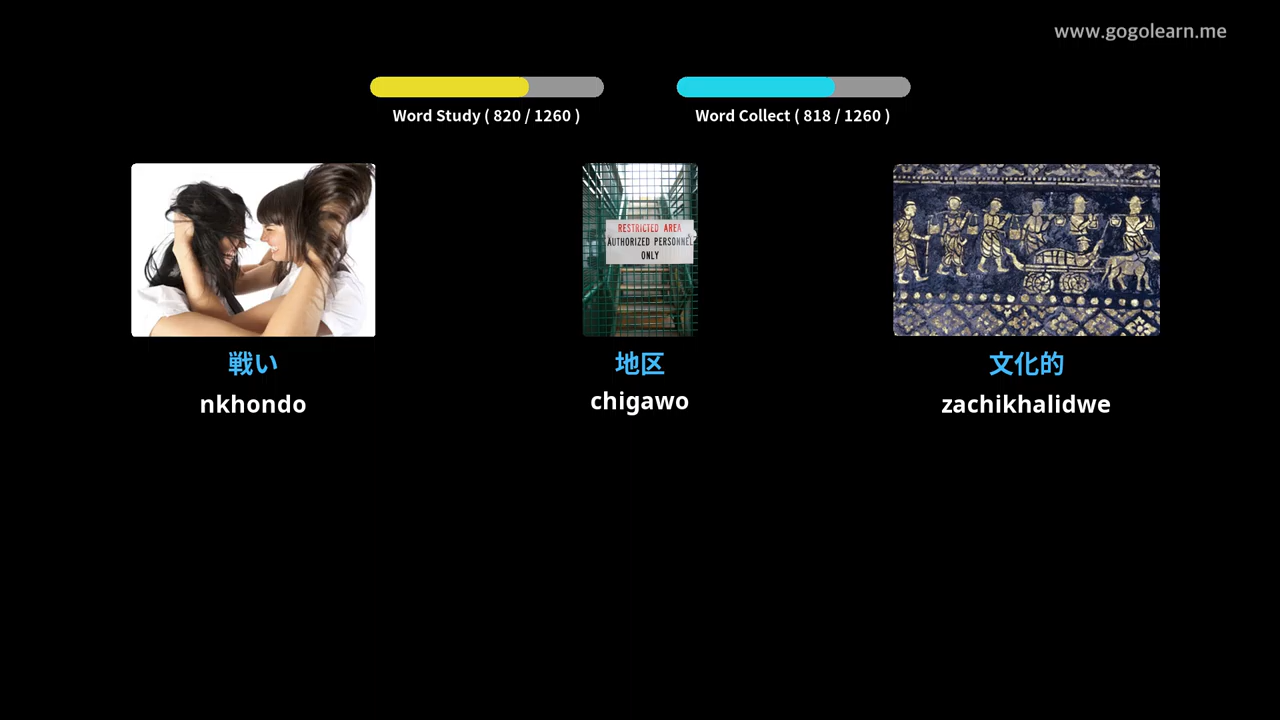 www.gogolearn.me
Word Study ( 820 / 1260 )
Word Collect ( 818 / 1260 )
RESTRICTED AREA
AUTHORIZED PERSONNEL
ONLY
戦い
地区
文化的
nkhondo
chigawo
zachikhalidwe